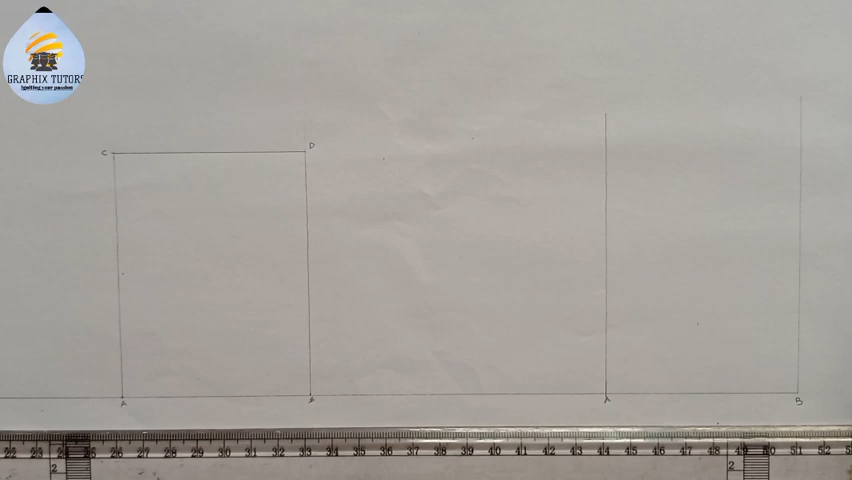 GRAPHIX TUTORS
igniting your passion
C D
A B A B
22 23 24 25 26 27 28 29 30 31 32 33 34 35 36 37 38 39 40 41 42 43 44 45 46 47 48 49 50 51 52
2 2